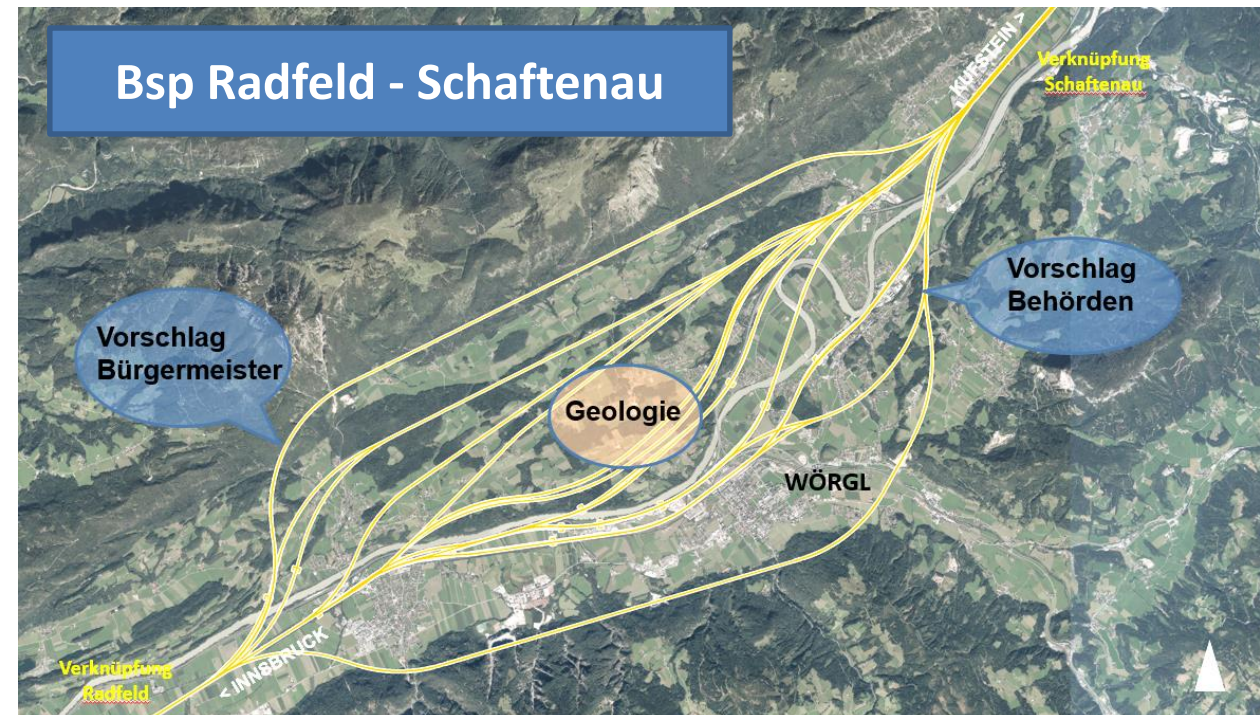 Bsp Radfeld - Schaftenau
KUFSTEIN >
Verknüpfung
Schaftenau
Vorschlag
Behörden
Vorschlag
Bürgermeister
Geologie
WÖRGL
< INNSBRUCK
Verknüpfung
Radfeld